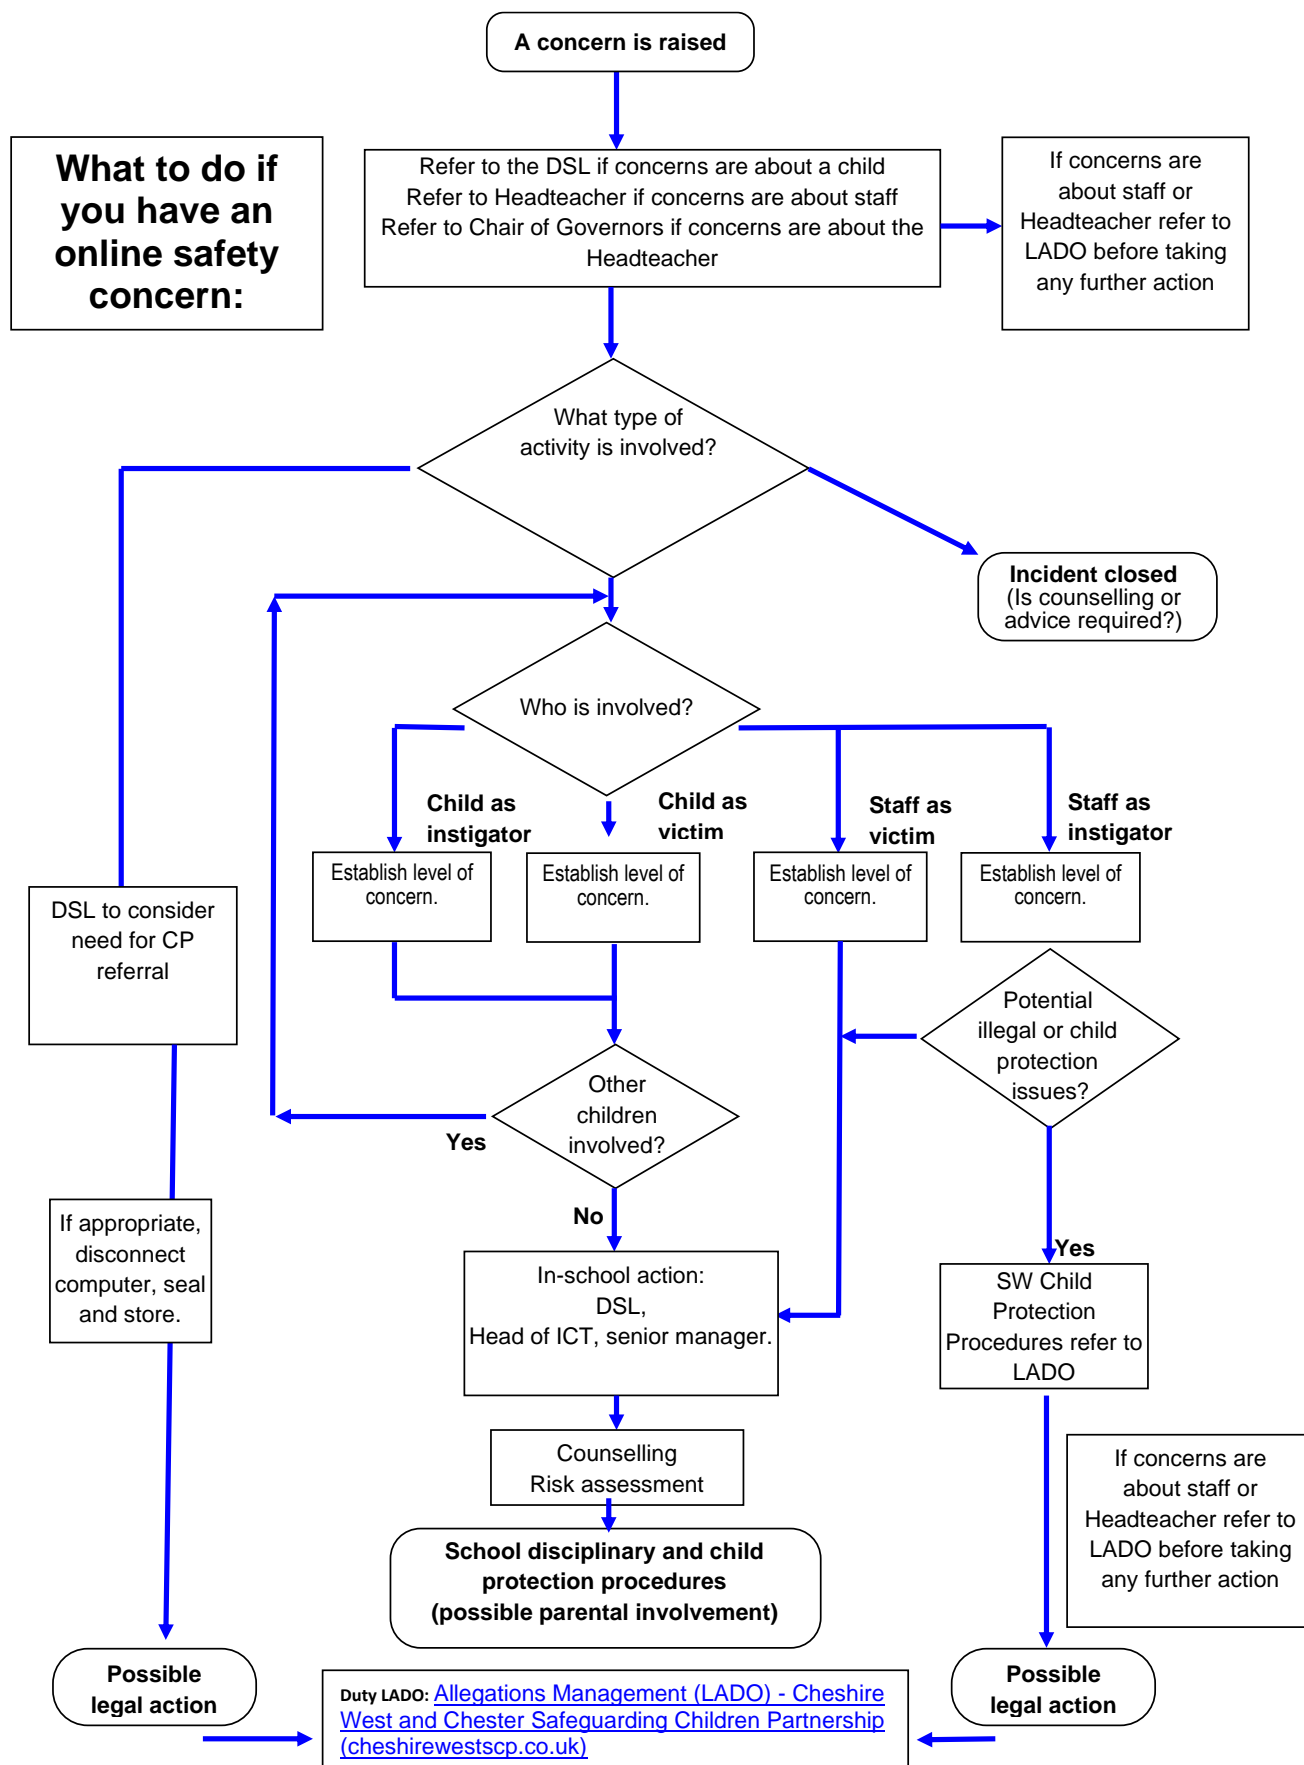 A concern is raised
What to do if
you have an
online safety
concern:
Refer to the DSL if concerns are about a child
Refer to Headteacher if concerns are about staff
Refer to Chair of Governors if concerns are about the
Headteacher
If concerns are
about staff or
Headteacher refer to
LADO before taking
any further action
What type of
activity is involved?
Incident closed
(Is counselling or
advice required?)
Who is involved?
Child as
instigator
Child as
victim
Staff as
victim
Staff as
instigator
Establish level of
concern.
Establish level of
concern.
Establish level of
concern.
Establish level of
concern.
DSL to consider
need for CP
referral
Potential
illegal or child
protection
issues?
Other
children
involved?
Yes
No
If appropriate,
disconnect
computer, seal
and store.
In-school action:
DSL,
Head of ICT, senior manager.
Yes
SW Child
Protection
Procedures refer to
LADO
Counselling
Risk assessment
If concerns are
about staff or
Headteacher refer to
LADO before taking
any further action
School disciplinary and child
protection procedures
(possible parental involvement)
Possible
legal action
Duty LADO: Allegations Management (LADO) - Cheshire
West and Chester Safeguarding Children Partnership
(cheshirewestscp.co.uk)
Possible
legal action